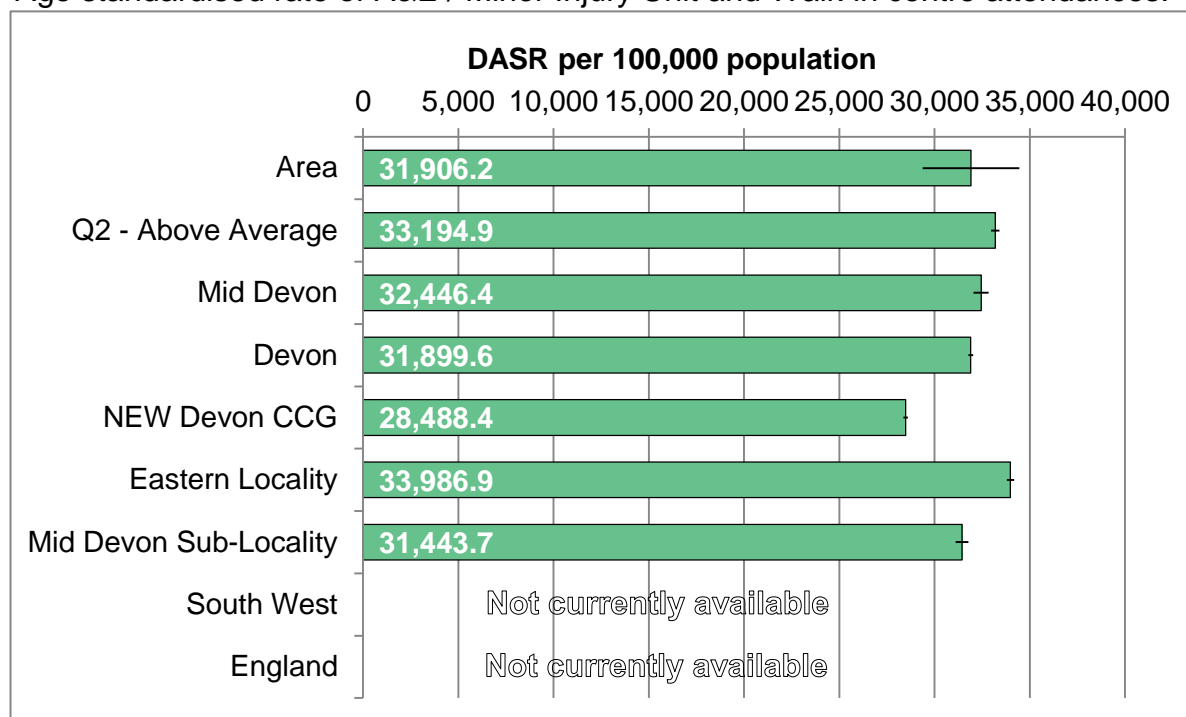 Age standardised rate of A&E / Minor Injury Unit and Walk in centre attendances.
DASR per 100,000 population
0 5,000 10,000 15,000 20,000 25,000 30,000 35,000 40,000
Area 31,906.2
Q2 - Above Average 33,194.9
Mid Devon 32,446.4
Devon 31,899.6
NEW Devon CCG 28,488.4
Eastern Locality 33,986.9
Mid Devon Sub-Locality 31,443.7
South West Not currently available
England Not currently available